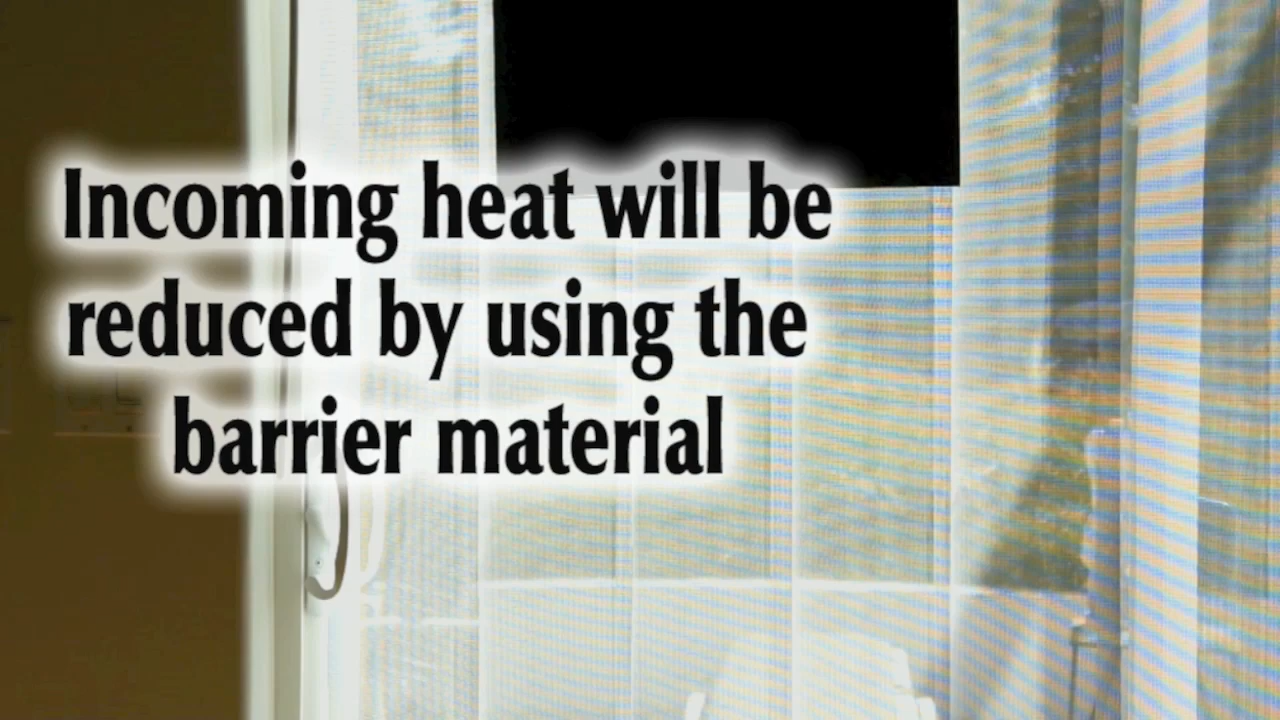 Incoming heat will be
reduced by using the
barrier material